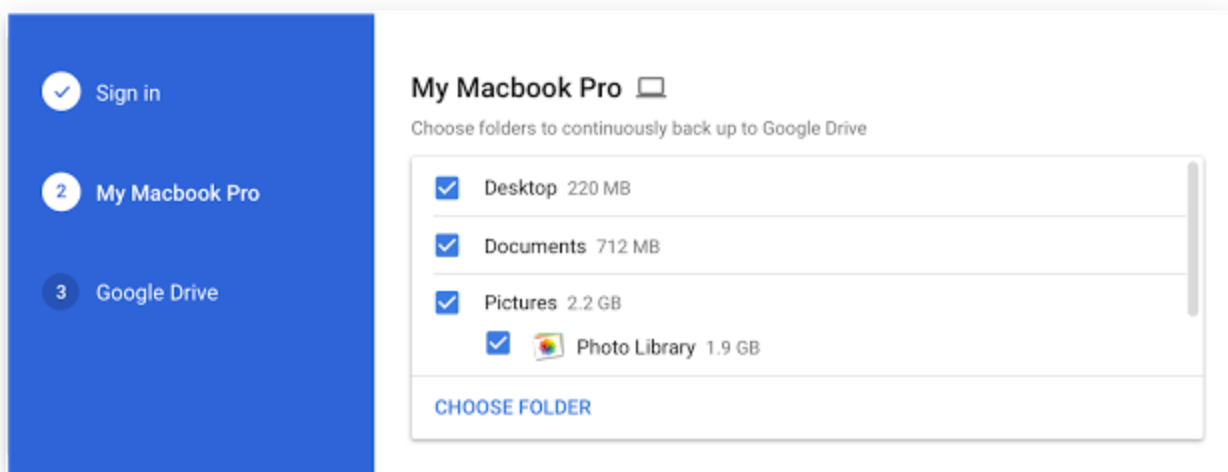 Sign in
2 My Macbook Pro
3 Google Drive
My Macbook Pro
Choose folders to continuously back up to Google Drive
Desktop 220 MB
Documents 712 MB
Pictures 2.2 GB
Photo Library 1.9 GB
CHOOSE FOLDER